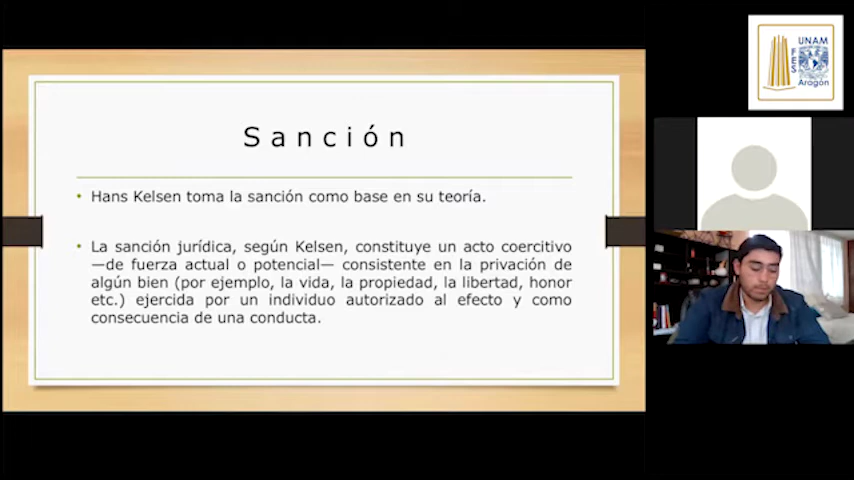 Sanción
• Hans Kelsen toma la sanción como base en su teoría.
• La sanción jurídica, según Kelsen, constituye un acto coercitivo
—de fuerza actual o potencial— consistente en la privación de
algún bien (por ejemplo, la vida, la propiedad, la libertad, honor
etc.) ejercida por un individuo autorizado al efecto y como
consecuencia de una conducta.
UNAM
FES
Aragón